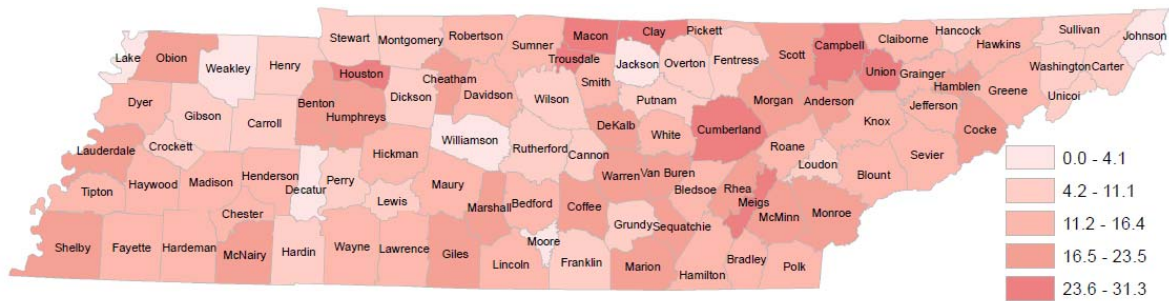 Stewart
Montgomery
Robertson
Sumner
Macon
Clay
Pickett
Scott
Campbell
Claiborne
Hancock
Hawkins
Sullivan
Johnson
Lake
Obion
Weakley
Henry
Houston
Cheatham
Trousdale
Jackson
Overton
Fentress
Union
Grainger
Hamblen
Greene
Washington
Carter
Unicoi
Dyer
Gibson
Carroll
Benton
Humphreys
Dickson
Davidson
Wilson
Smith
Putnam
Morgan
Anderson
Knox
Jefferson
Cocke
Lauderdale
Crockett
Williamson
Rutherford
Cannon
DeKalb
White
Cumberland
Roane
Loudon
Blount
Sevier
Tipton
Haywood
Madison
Henderson
Decatur
Perry
Hickman
Lewis
Maury
Marshall
Bedford
Coffee
Warren
Van Buren
Bledsoe
Rhea
Meigs
McMinn
Monroe
Shelby
Fayette
Hardeman
Chester
McNairy
Hardin
Wayne
Lawrence
Giles
Lincoln
Moore
Franklin
Grundy
Sequatchie
Marion
Hamilton
Bradley
Polk
0.0 - 4.1
4.2 - 11.1
11.2 - 16.4
16.5 - 23.5
23.6 - 31.3